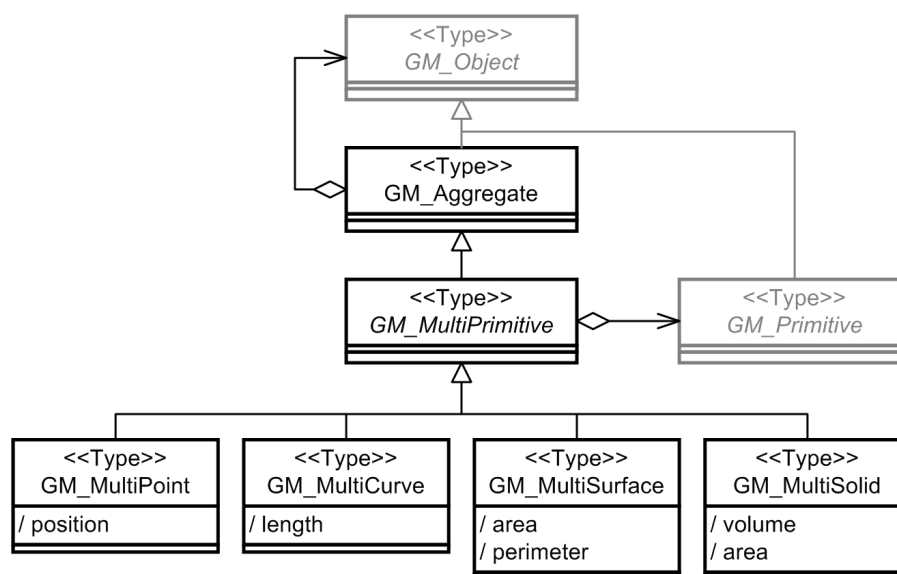 <<Type>>
GM_Object
<<Type>>
GM_Aggregate
<<Type>>
GM_MultiPrimitive
<<Type>>
GM_Primitive
<<Type>>
GM_MultiPoint
/ position
<<Type>>
GM_MultiCurve
/ length
<<Type>>
GM_MultiSurface
/ area
/ perimeter
<<Type>>
GM_MultiSolid
/ volume
/ area